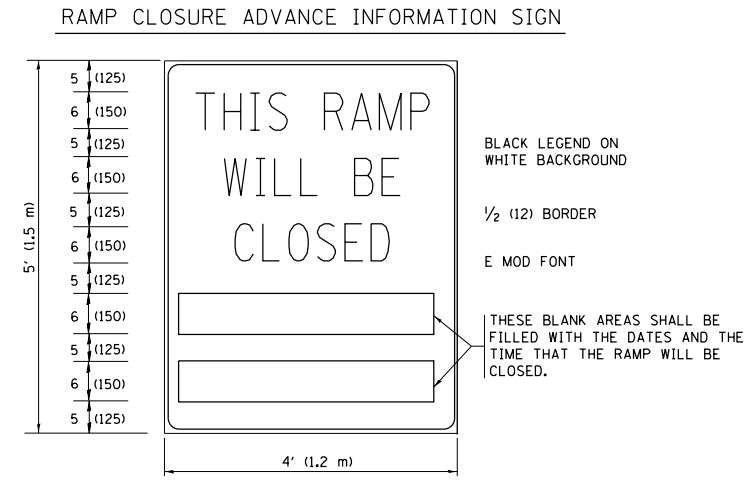 RAMP CLOSURE ADVANCE INFORMATION SIGN
5 (125)
6 (150)
5 (125)
6 (150)
5 (125)
6 (150)
5 (125)
6 (150)
5 (125)
6 (150)
5 (125)
5' (1.5 m)
THIS RAMP
WILL BE
CLOSED
4' (1.2 m)
BLACK LEGEND ON
WHITE BACKGROUND
1/2 (12) BORDER
E MOD FONT
THESE BLANK AREAS SHALL BE
FILLED WITH THE DATES AND THE
TIME THAT THE RAMP WILL BE
CLOSED.